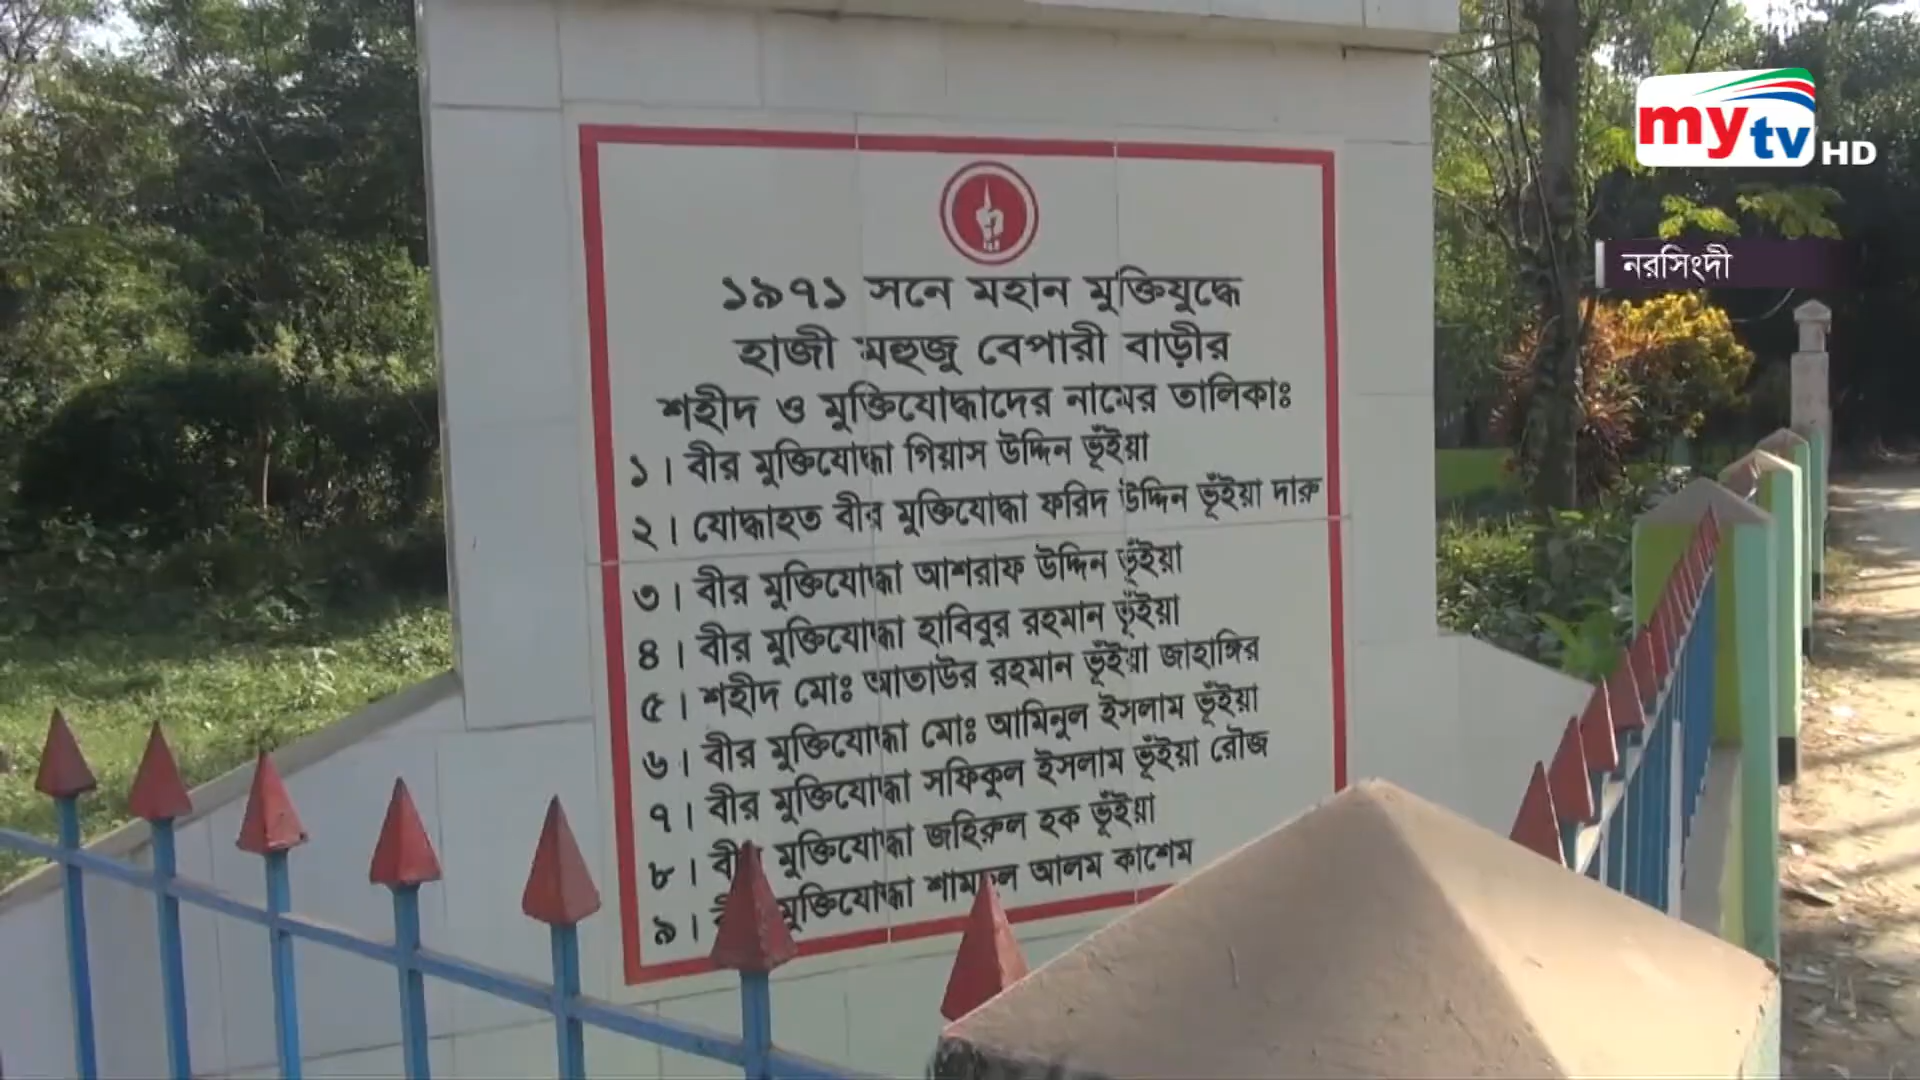 my tv HD
নরসিংদী
১৯৭১ সনে মহান মুক্তিযুদ্ধে
হাজী মহুজু বেপারী বাড়ীর
শহীদ ও মুক্তিযোদ্ধাদের নামের তালিকাঃ
১। বীর মুক্তিযোদ্ধা গিয়াস উদ্দিন ভূঁইয়া
২। যোদ্ধাহত বীর মুক্তিযোদ্ধা ফরিদ উদ্দিন ভূঁইয়া দারু
৩। বীর মুক্তিযোদ্ধা আশরাফ উদ্দিন ভূঁইয়া
৪। বীর মুক্তিযোদ্ধা হাবিবুর রহমান ভূঁইয়া
৫। শহীদ মোঃ আতাউর রহমান ভূঁইয়া জাহাঙ্গির
৬। বীর মুক্তিযোদ্ধা মোঃ আমিনুল ইসলাম ভূঁইয়া
৭। বীর মুক্তিযোদ্ধা সফিকুল ইসলাম ভূঁইয়া রৌজ
৮। বীর মুক্তিযোদ্ধা জহিরুল হক ভূঁইয়া
৯। মুক্তিযোদ্ধা আলম কাশেম